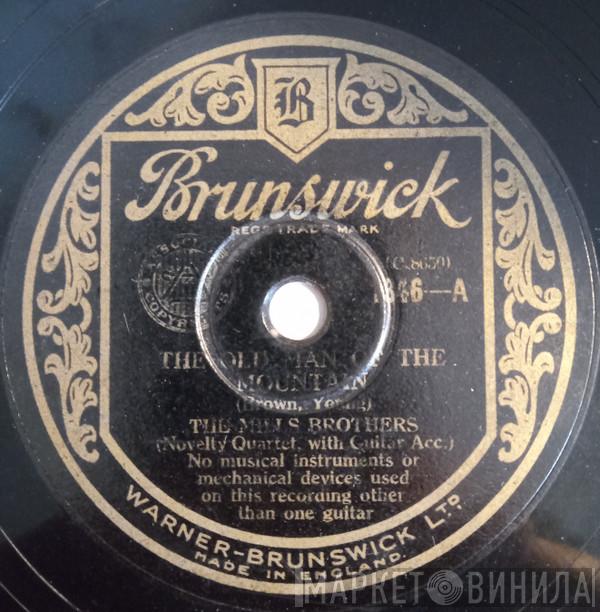 B
Brunswick
REGD TRADE MARK
(C-8650)
1346—A
THE OLD MAN OF THE
MOUNTAIN
(Brown, Young)
THE MILLS BROTHERS
(Novelty Quartet, with Guitar Acc.)
No musical instruments or
mechanical devices used
on this recording other
than one guitar
WARNER-BRUNSWICK LTD.
MADE IN ENGLAND.
МАРКЕТ ВИНИЛА